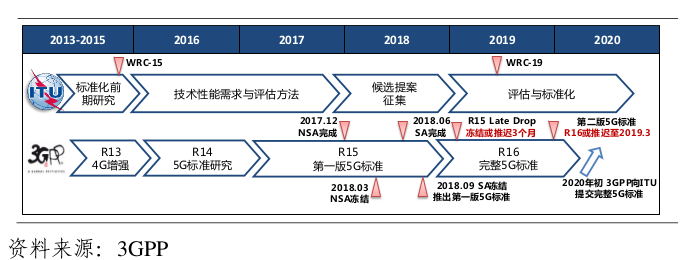 2013-2015 2016 2017 2018 2019 2020
WRC-15
WRC-19
ITU
标准化前
期研究
技术性能需求与评估方法
候选提案
征集
评估与标准化
2017.12
NSA完成
2018.06
SA完成
R15 Late Drop
冻结或推迟3个月
第二版5G标准
R16或推迟至2019.3
3GPP
A GLOBAL INITIATIVE
R13
4G增强
R14
5G标准研究
R15
第一版5G标准
R16
完整5G标准
2018.03
NSA冻结
2018.09 SA冻结
推出第一版5G标准
2020年初 3GPP向ITU
提交完整5G标准
资料来源：3GPP